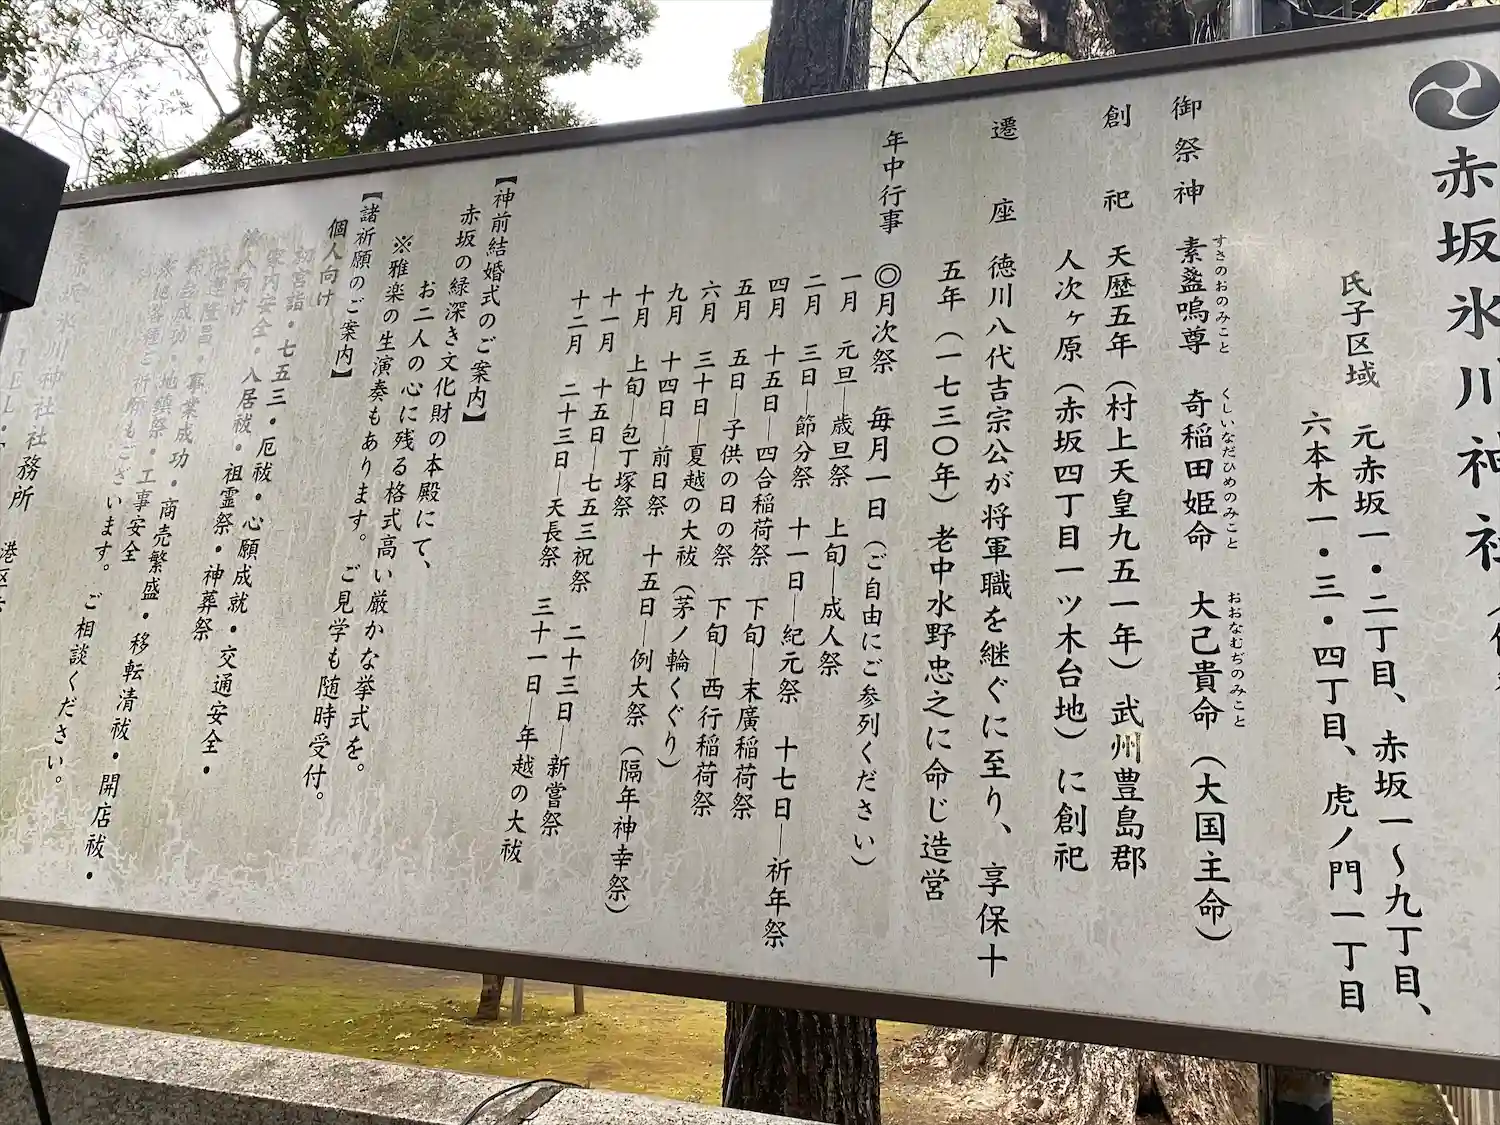 赤坂氷川神社
氏子区域 元赤坂一・二丁目、赤坂一〜九丁目、
六本木一・三・四丁目、虎ノ門一丁目
御祭神 素盞嗚尊 奇稲田姫命 大己貴命（大国主命）
すさのおのみこと くしいなだひめのみこと おおなむぢのみこと
創祀 天歴五年（村上天皇九五一年）武州豊島郡
人次ヶ原（赤坂四丁目一ツ木台地）に創祀
遷座 徳川八代吉宗公が将軍職を継ぐに至り、享保十
五年（一七三〇年）老中水野忠之に命じ造営
年中行事 ◎月次祭 毎月一日（ご自由にご参列ください）
一月 元旦―歳旦祭 上旬―成人祭
二月 三日―節分祭 十一日―紀元祭 十七日―祈年祭
四月 十五日―四合稲荷祭 下旬―末廣稲荷祭
五月 五日―子供の日の祭 下旬―西行稲荷祭
六月 三十日―夏越の大祓（茅ノ輪くぐり）
九月 十四日―前日祭 十五日―例大祭（隔年神幸祭）
十月 上旬―包丁塚祭
十一月 十五日―七五三祝祭 二十三日―新嘗祭
十二月 二十三日―天長祭 三十一日―年越の大祓
【神前結婚式のご案内】
赤坂の緑深き文化財の本殿にて、
お二人の心に残る格式高い厳かな挙式を。
※雅楽の生演奏もあります。ご見学も随時受付。
【諸祈願のご案内】
個人向け
初宮詣・七五三・厄祓・心願成就・交通安全・
家内安全・入居祓・祖霊祭・神葬祭
法人向け
社運隆昌・事業成功・商売繁盛・移転清祓・開店祓・
地鎮祭・工事安全
ございます。ご相談ください。
神社社務所